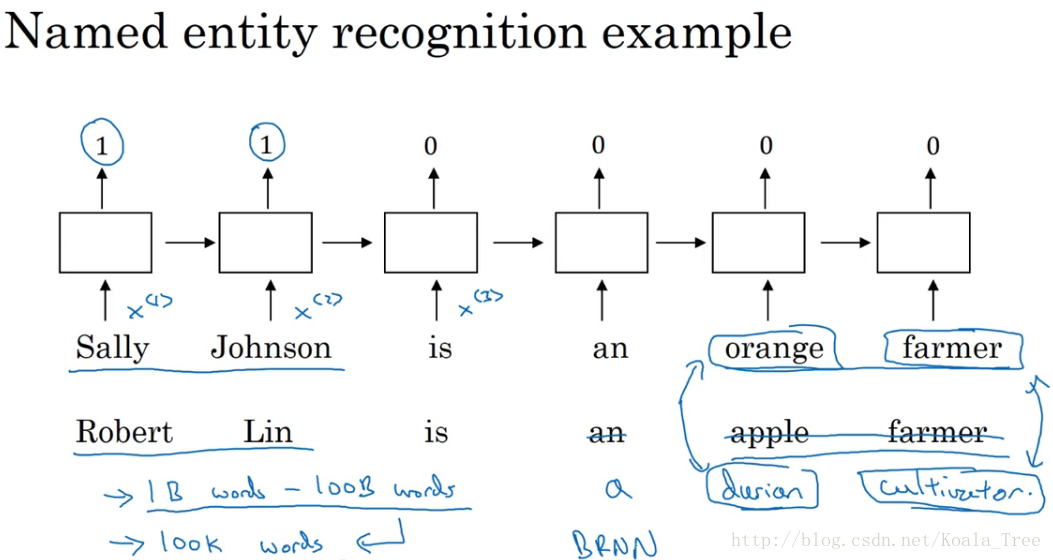 Named entity recognition example
1 1 0 0 0 0
x<1> x<2> x<3>
Sally Johnson is an orange farmer
Robert Lin is an apple farmer
→ 1B words - 100B words a durian cultivator.
→ 100k words BRNN
http://blog.csdn.net/Koala_Tree